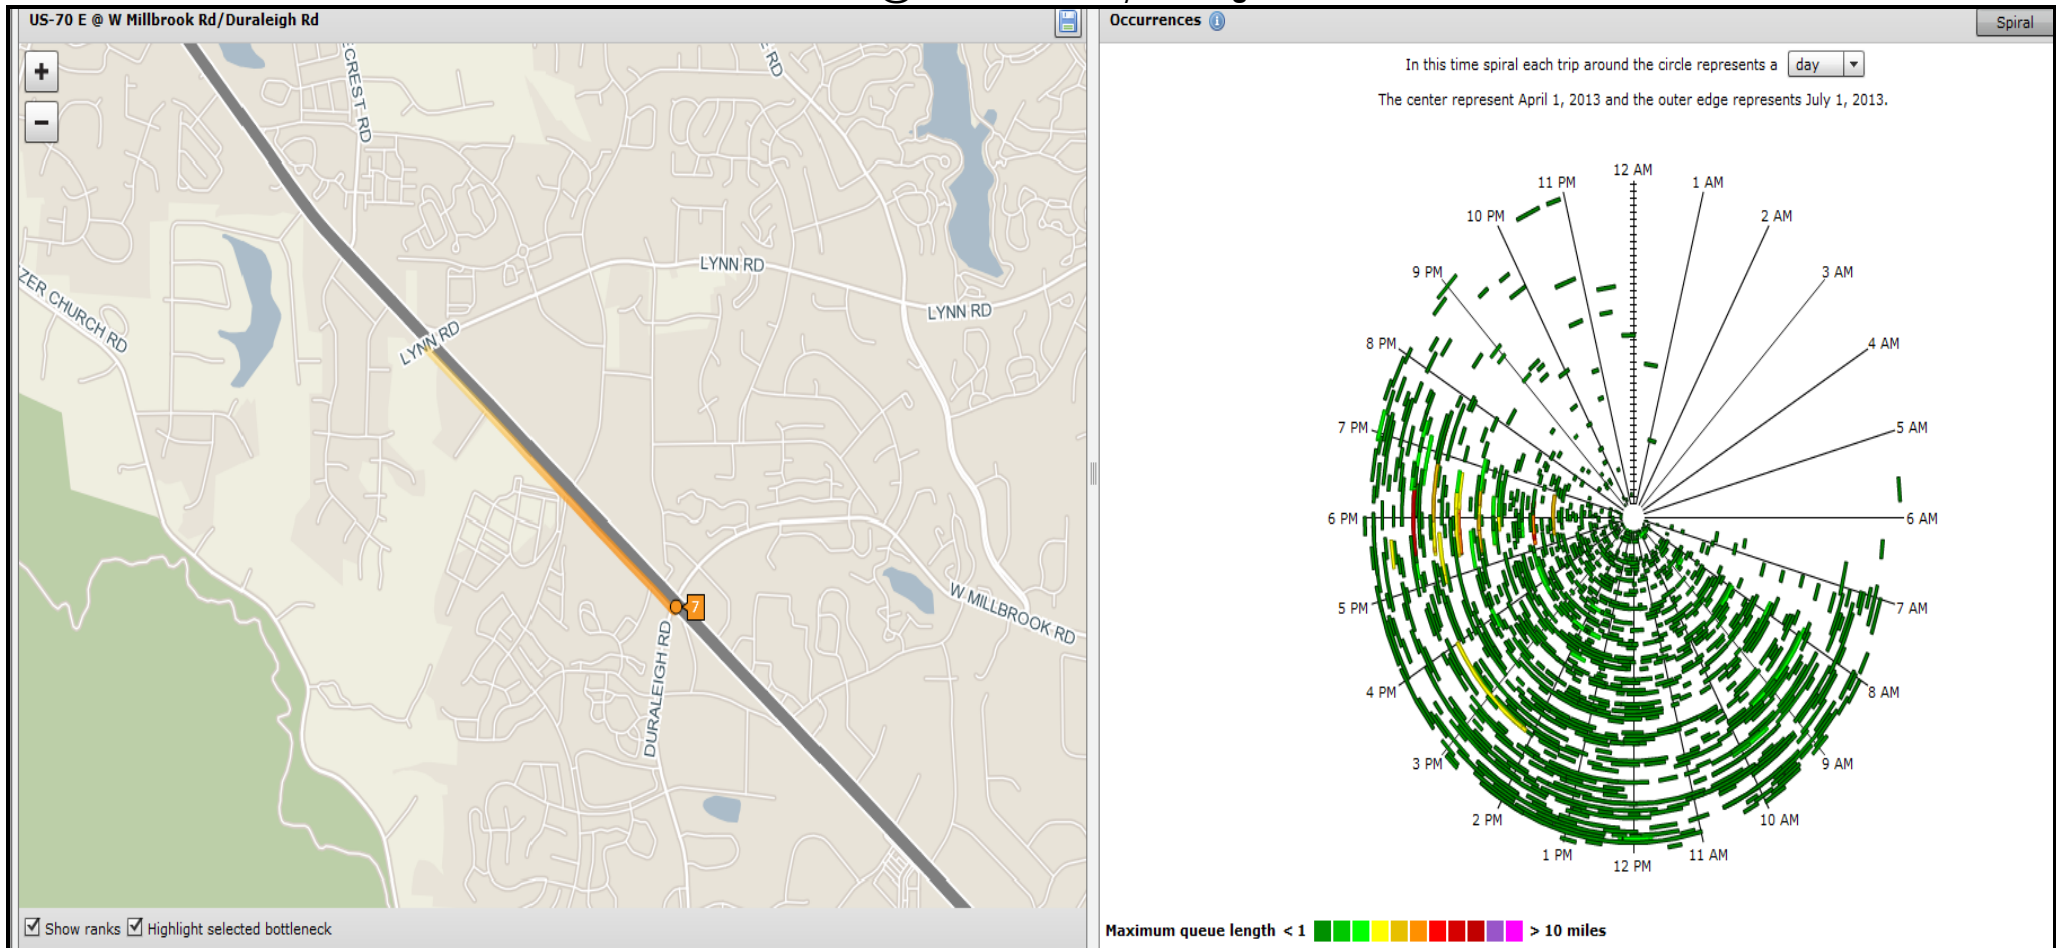 US-70 E @ W Millbrook Rd/Duraleigh Rd
+
−
CREST RD
RD
LYNN RD
LYNN RD
LYNN RD
ZER CHURCH RD
W MILLBROOK RD
DURALEIGH RD
7
Show ranks
Highlight selected bottleneck
Occurrences
Spiral
In this time spiral each trip around the circle represents a day
The center represent April 1, 2013 and the outer edge represents July 1, 2013.
12 AM
1 AM
2 AM
3 AM
4 AM
5 AM
6 AM
7 AM
8 AM
9 AM
10 AM
11 AM
12 PM
1 PM
2 PM
3 PM
4 PM
5 PM
6 PM
7 PM
8 PM
9 PM
10 PM
11 PM
Maximum queue length < 1 > 10 miles